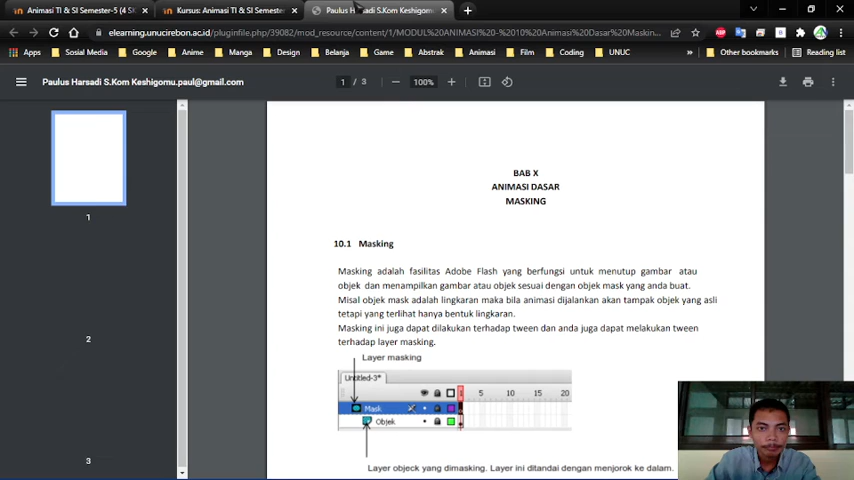 Animasi TI & SI Semester-5 (4 SK
Kursus: Animasi TI & SI Semester
Paulus Harsadi S.Kom Keshigom
elearning.unucirebon.ac.id/pluginfile.php/39082/mod_resource/content/1/MODUL%20ANIMASI%20-%2010%20Animasi%20Dasar%20Maskin...
Apps
Sosial Media
Google
Anime
Manga
Design
Belanja
Game
Abstrak
Animasi
Film
Coding
UNUC
»
Other bookmarks
Reading list
Paulus Harsadi S.Kom Keshigomu.paul@gmail.com
1 / 3
100%
1
2
3
BAB X
ANIMASI DASAR
MASKING
10.1 Masking
Masking adalah fasilitas Adobe Flash yang berfungsi untuk menutup gambar atau
objek dan menampilkan gambar atau objek sesuai dengan objek mask yang anda buat.
Misal objek mask adalah lingkaran maka bila animasi dijalankan akan tampak objek yang asli
tetapi yang terlihat hanya bentuk lingkaran.
Masking ini juga dapat dilakukan terhadap tween dan anda juga dapat melakukan tween
terhadap layer masking.
Layer masking
Untitled-3*
5 10 15 20
Mask
Objek
Layer objeck yang dimasking. Layer ini ditandai dengan menjorok ke dalam.